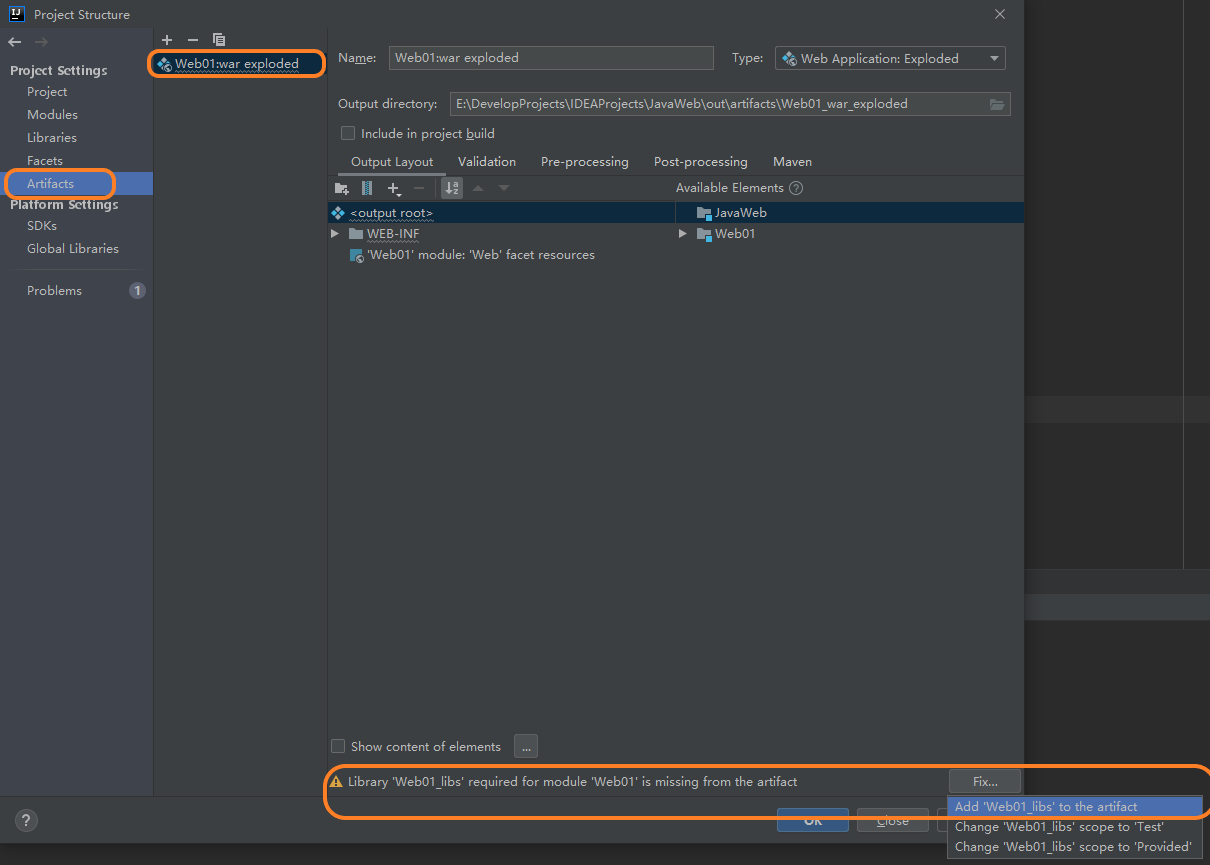 IJ
Project Structure
Project Settings
Project
Modules
Libraries
Facets
Artifacts
Platform Settings
SDKs
Global Libraries
Problems
1
Web01:war exploded
Name:
Web01:war exploded
Type:
Web Application: Exploded
Output directory:
E:\DevelopProjects\IDEAProjects\JavaWeb\out\artifacts\Web01_war_exploded
Include in project build
Output Layout
Validation
Pre-processing
Post-processing
Maven
Available Elements
?
<output root>
WEB-INF
'Web01' module: 'Web' facet resources
JavaWeb
Web01
Show content of elements
...
Library 'Web01_libs' required for module 'Web01' is missing from the artifact
Fix...
?
OK
Close
Add 'Web01_libs' to the artifact
Change 'Web01_libs' scope to 'Test'
Change 'Web01_libs' scope to 'Provided'